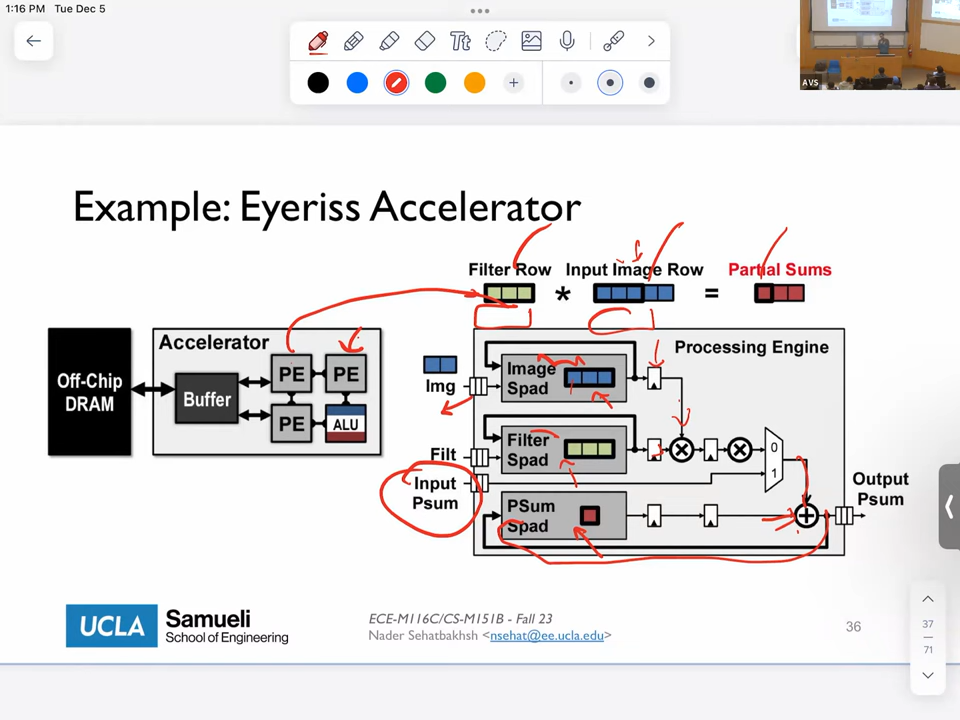 1:16 PM Tue Dec 5
Tt
AVS
Example: Eyeriss Accelerator
Filter Row Input Image Row Partial Sums
* =
Accelerator
Off-Chip
DRAM
Buffer
PE PE
PE ALU
Processing Engine
Img
Image
Spad
Filt
Filter
Spad
0
1
Input
Psum
PSum
Spad
Output
Psum
UCLA Samueli
School of Engineering
ECE-M116C/CS-M151B - Fall 23
Nader Sehatbakhsh <nsehat@ee.ucla.edu>
36
37
71